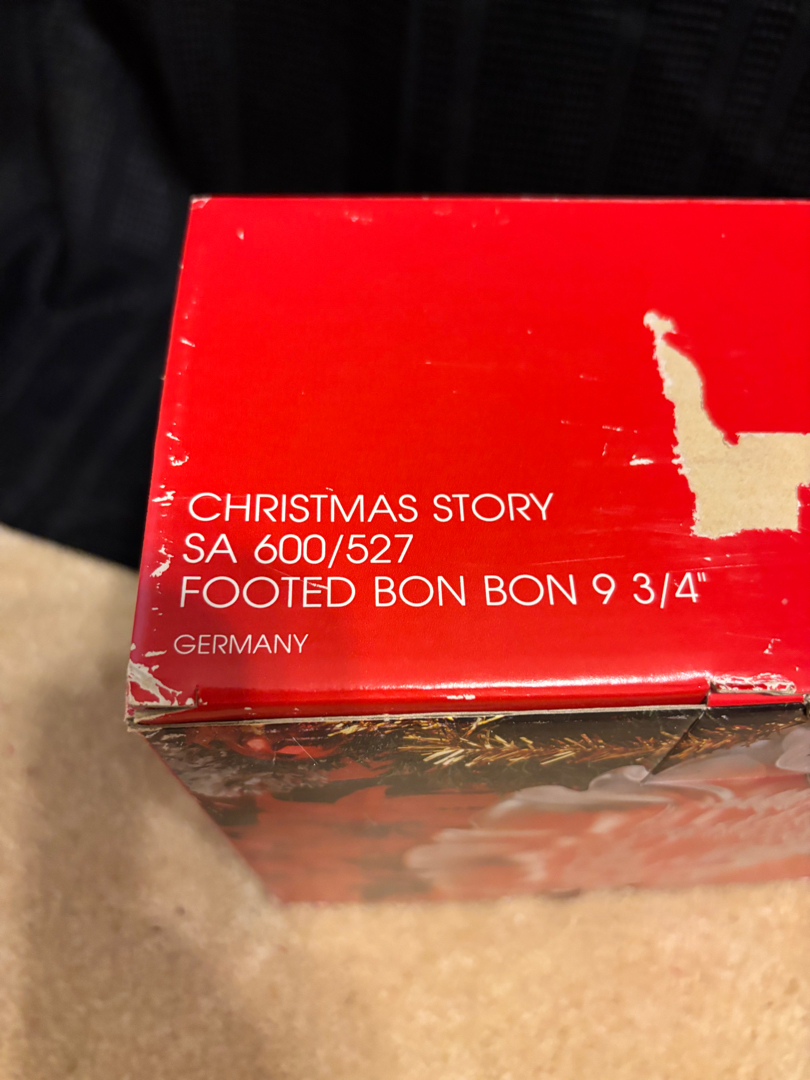 CHRISTMAS STORY
SA 600/527
FOOTED BON BON 9 3/4"
GERMANY